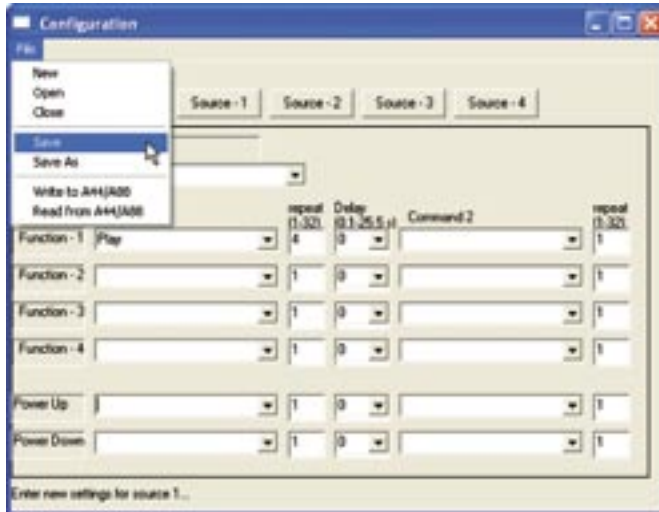 Configuration
File
New
Open
Close
Save
Save As
Write to A44/A88
Read from A44/A88
Source - 1 Source - 2 Source - 3 Source - 4
repeat (1-32) Delay (0.1-25.5 s) Command 2 repeat (1-32)
Function - 1 Play 4 0 1
Function - 2 1 0 1
Function - 3 1 0 1
Function - 4 1 0 1
Power Up 1 0 1
Power Down 1 0 1
Enter new settings for source 1...